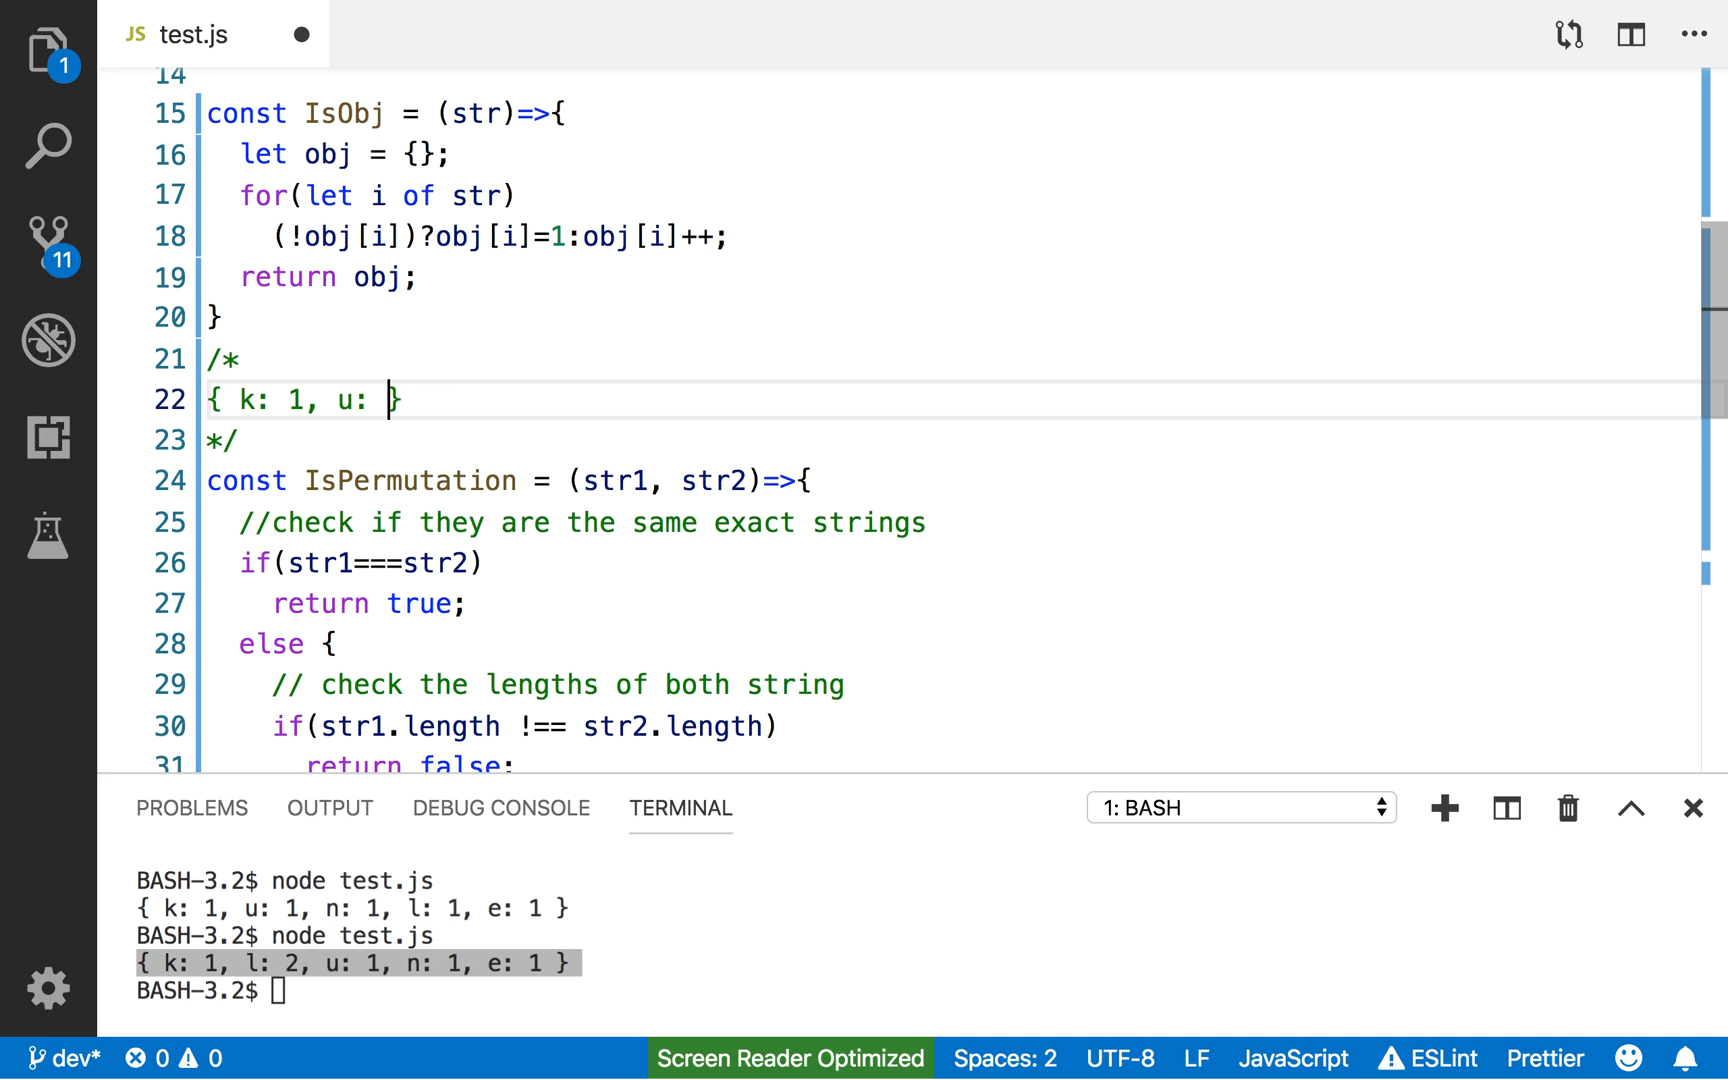 JS test.js
1
11
14
15 const IsObj = (str)=>{
16 let obj = {};
17 for(let i of str)
18 (!obj[i])?obj[i]=1:obj[i]++;
19 return obj;
20 }
21 /*
22 { k: 1, u: }
23 */
24 const IsPermutation = (str1, str2)=>{
25 //check if they are the same exact strings
26 if(str1===str2)
27 return true;
28 else {
29 // check the lengths of both string
30 if(str1.length !== str2.length)
31 return false;
PROBLEMS OUTPUT DEBUG CONSOLE TERMINAL 1: BASH
BASH-3.2$ node test.js
{ k: 1, u: 1, n: 1, l: 1, e: 1 }
BASH-3.2$ node test.js
{ k: 1, l: 2, u: 1, n: 1, e: 1 }
BASH-3.2$
dev* 0 0 Screen Reader Optimized Spaces: 2 UTF-8 LF JavaScript ESLint Prettier